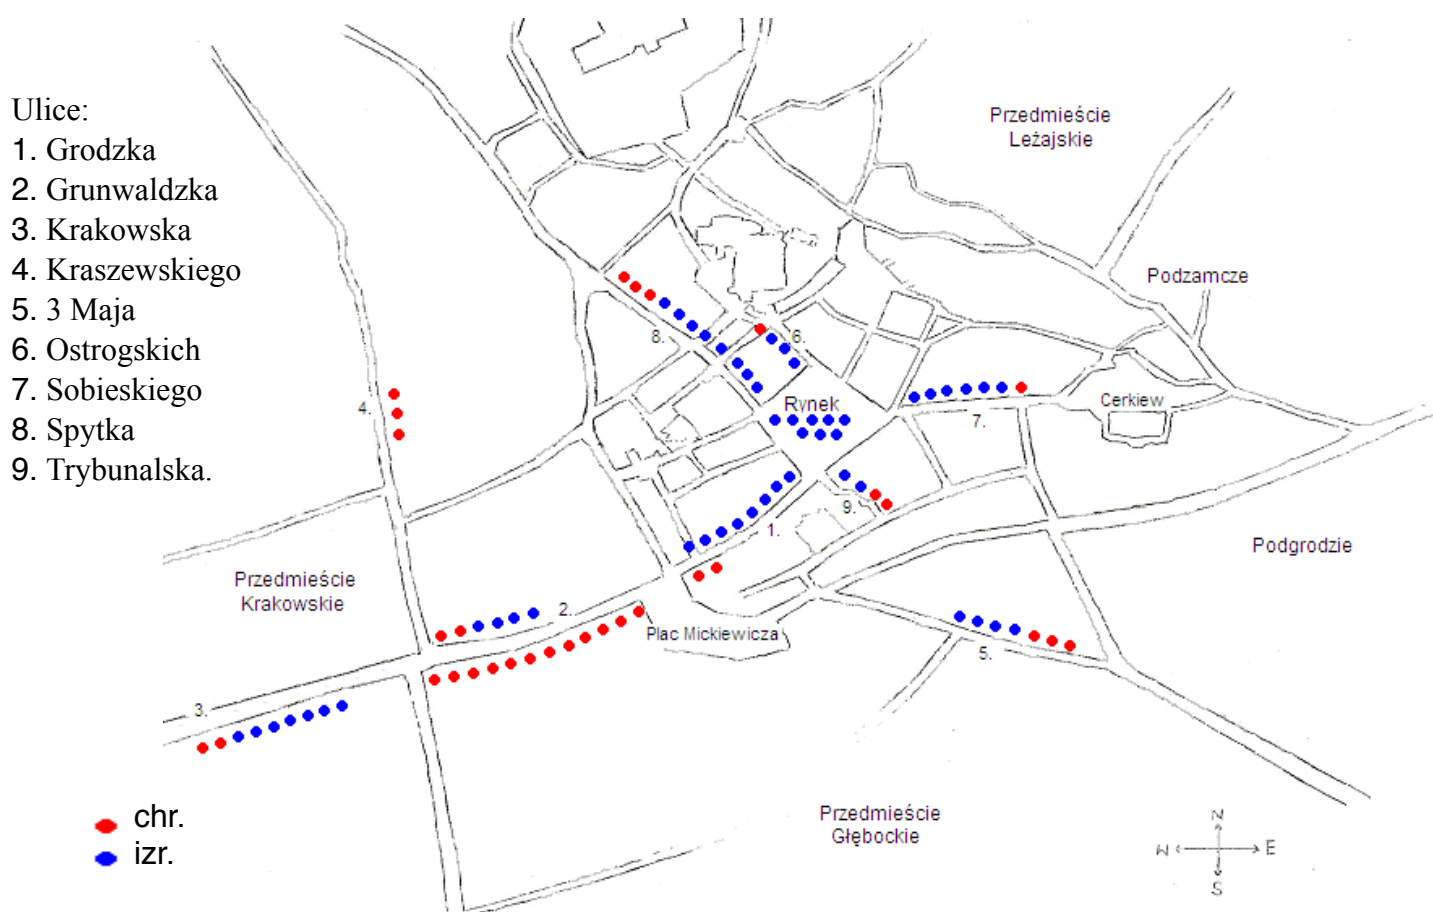 Ulice:
1. Grodzka
2. Grunwaldzka
3. Krakowska
4. Kraszewskiego
5. 3 Maja
6. Ostrogskich
7. Sobieskiego
8. Spytka
9. Trybunalska.
Przedmieście
Leżajskie
Podzamcze
8.
6.
4.
Rynek
7.
Cerkiew
9.
1.
Podgrodzie
Przedmieście
Krakowskie
2.
Plac Mickiewicza
5.
3.
chr.
izr.
Przedmieście
Głębockie
N
W E
S